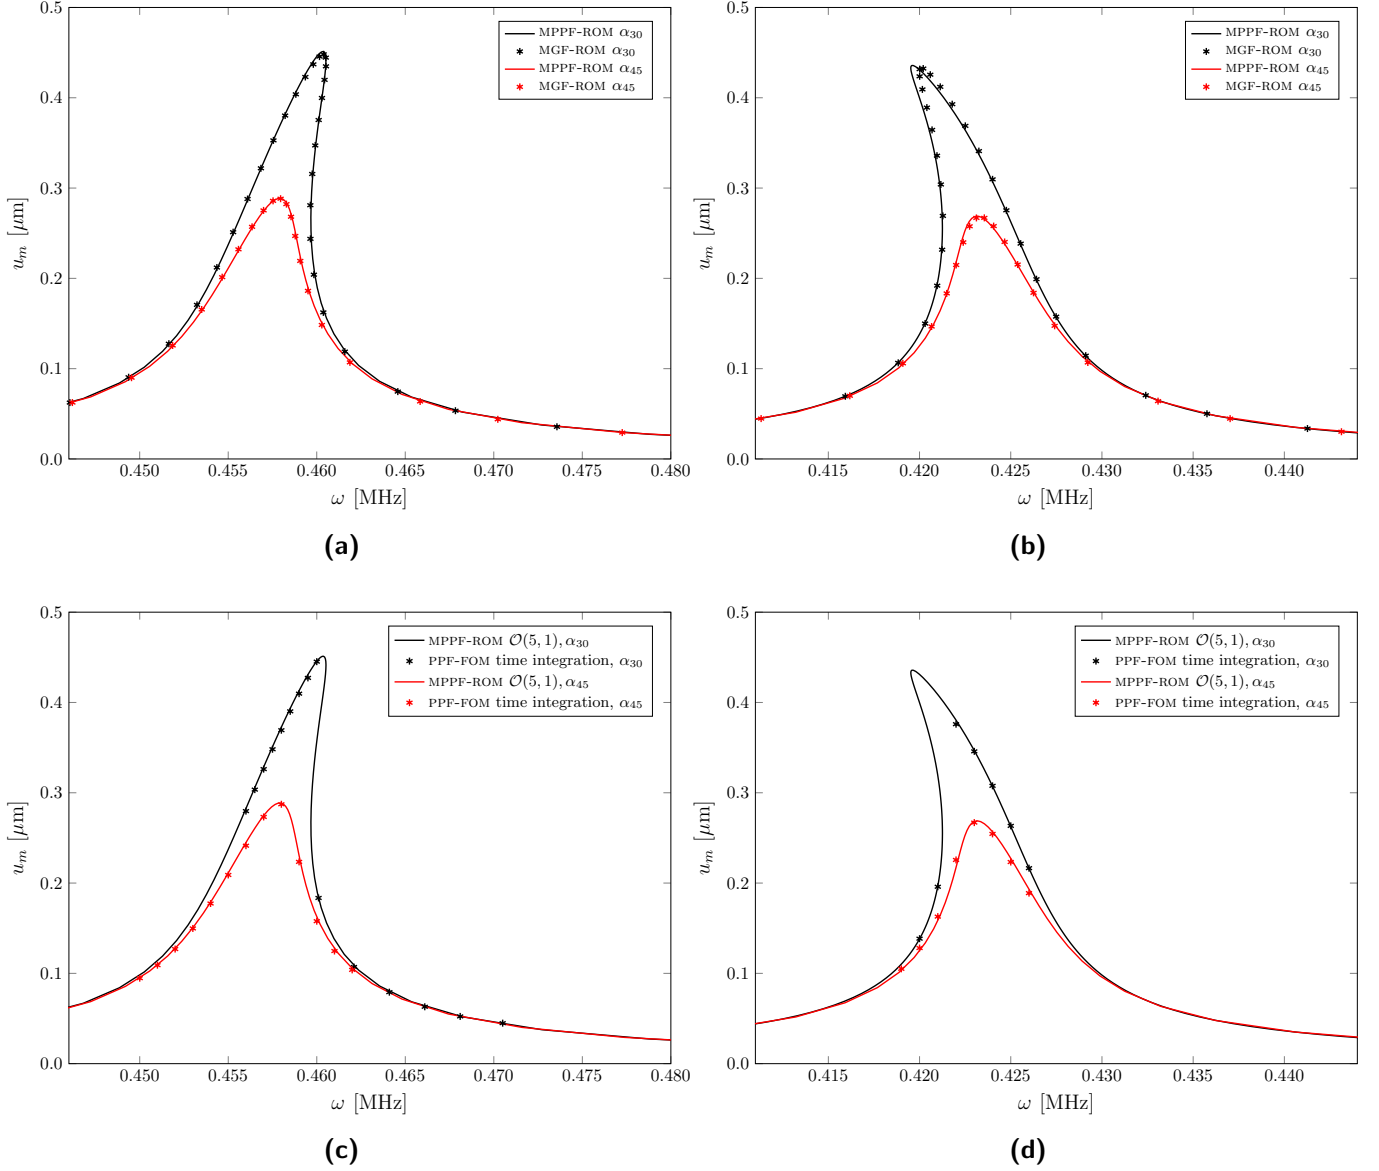 0.5
0.4
0.3
0.2
0.1
0.0
u_m [μm]
MPPF-ROM α30
MGF-ROM α30
MPPF-ROM α45
MGF-ROM α45
0.450 0.455 0.460 0.465 0.470 0.475 0.480
ω [MHz]
(a)
0.5
0.4
0.3
0.2
0.1
0.0
u_m [μm]
MPPF-ROM α30
MGF-ROM α30
MPPF-ROM α45
MGF-ROM α45
0.415 0.420 0.425 0.430 0.435 0.440
ω [MHz]
(b)
0.5
0.4
0.3
0.2
0.1
0.0
u_m [μm]
MPPF-ROM O(5, 1), α30
PPF-FOM time integration, α30
MPPF-ROM O(5, 1), α45
PPF-FOM time integration, α45
0.450 0.455 0.460 0.465 0.470 0.475 0.480
ω [MHz]
(c)
0.5
0.4
0.3
0.2
0.1
0.0
u_m [μm]
MPPF-ROM O(5, 1), α30
PPF-FOM time integration, α30
MPPF-ROM O(5, 1), α45
PPF-FOM time integration, α45
0.415 0.420 0.425 0.430 0.435 0.440
ω [MHz]
(d)